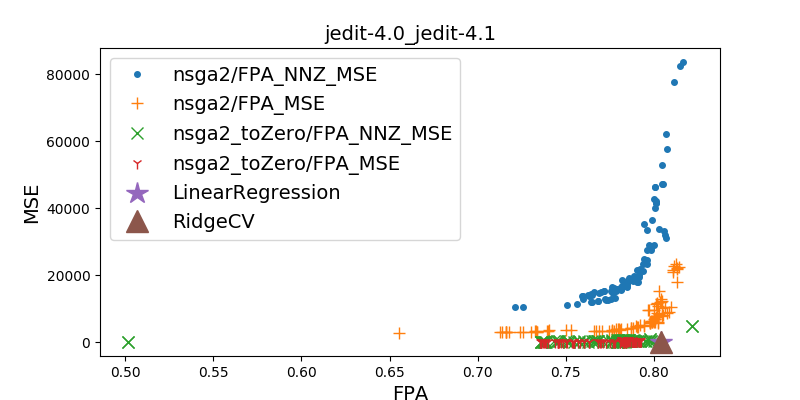 jedit-4.0_jedit-4.1
nsga2/FPA_NNZ_MSE
nsga2/FPA_MSE
nsga2_toZero/FPA_NNZ_MSE
nsga2_toZero/FPA_MSE
LinearRegression
RidgeCV
MSE
80000
60000
40000
20000
0
0.50 0.55 0.60 0.65 0.70 0.75 0.80
FPA